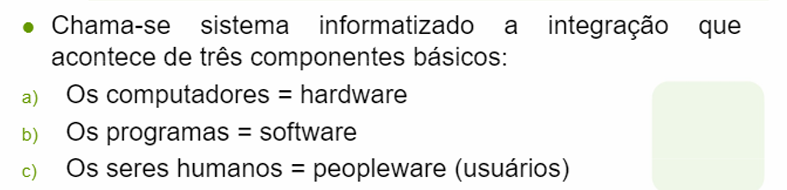 ● Chama-se sistema informatizado a integração que
acontece de três componentes básicos:
a) Os computadores = hardware
b) Os programas = software
c) Os seres humanos = peopleware (usuários)